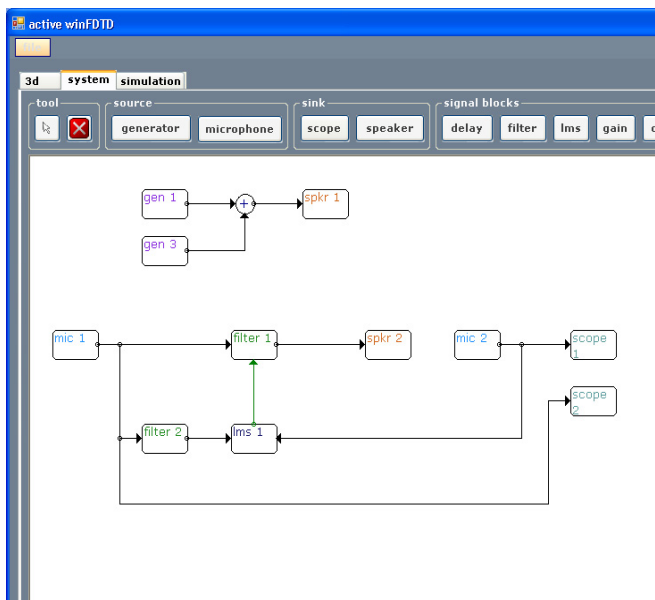 active winFDTD
file
3d system simulation
tool source sink signal blocks
generator microphone scope speaker delay filter lms gain
gen 1 + spkr 1
gen 3
mic 1 filter 1 spkr 2 mic 2 scope
1
scope
2
filter 2 lms 1